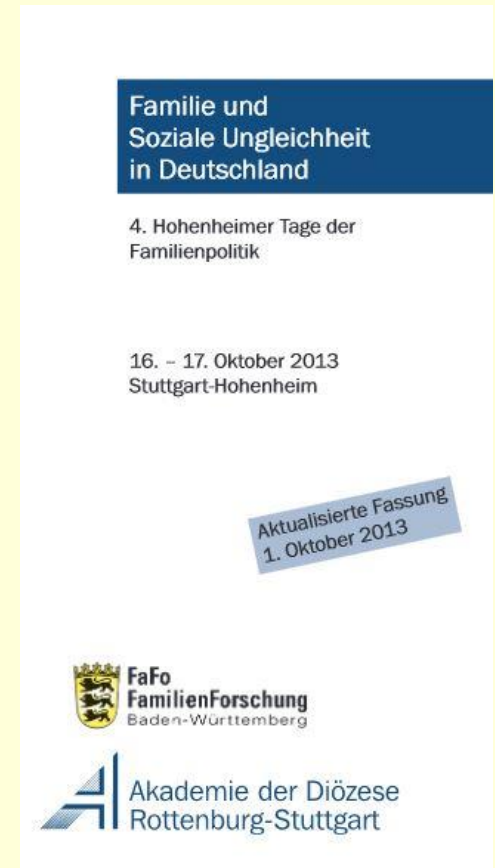 Familie und
Soziale Ungleichheit
in Deutschland
4. Hohenheimer Tage der
Familienpolitik
16. – 17. Oktober 2013
Stuttgart-Hohenheim
Aktualisierte Fassung
1. Oktober 2013
FaFo
FamilienForschung
Baden-Württemberg
Akademie der Diözese
Rottenburg-Stuttgart